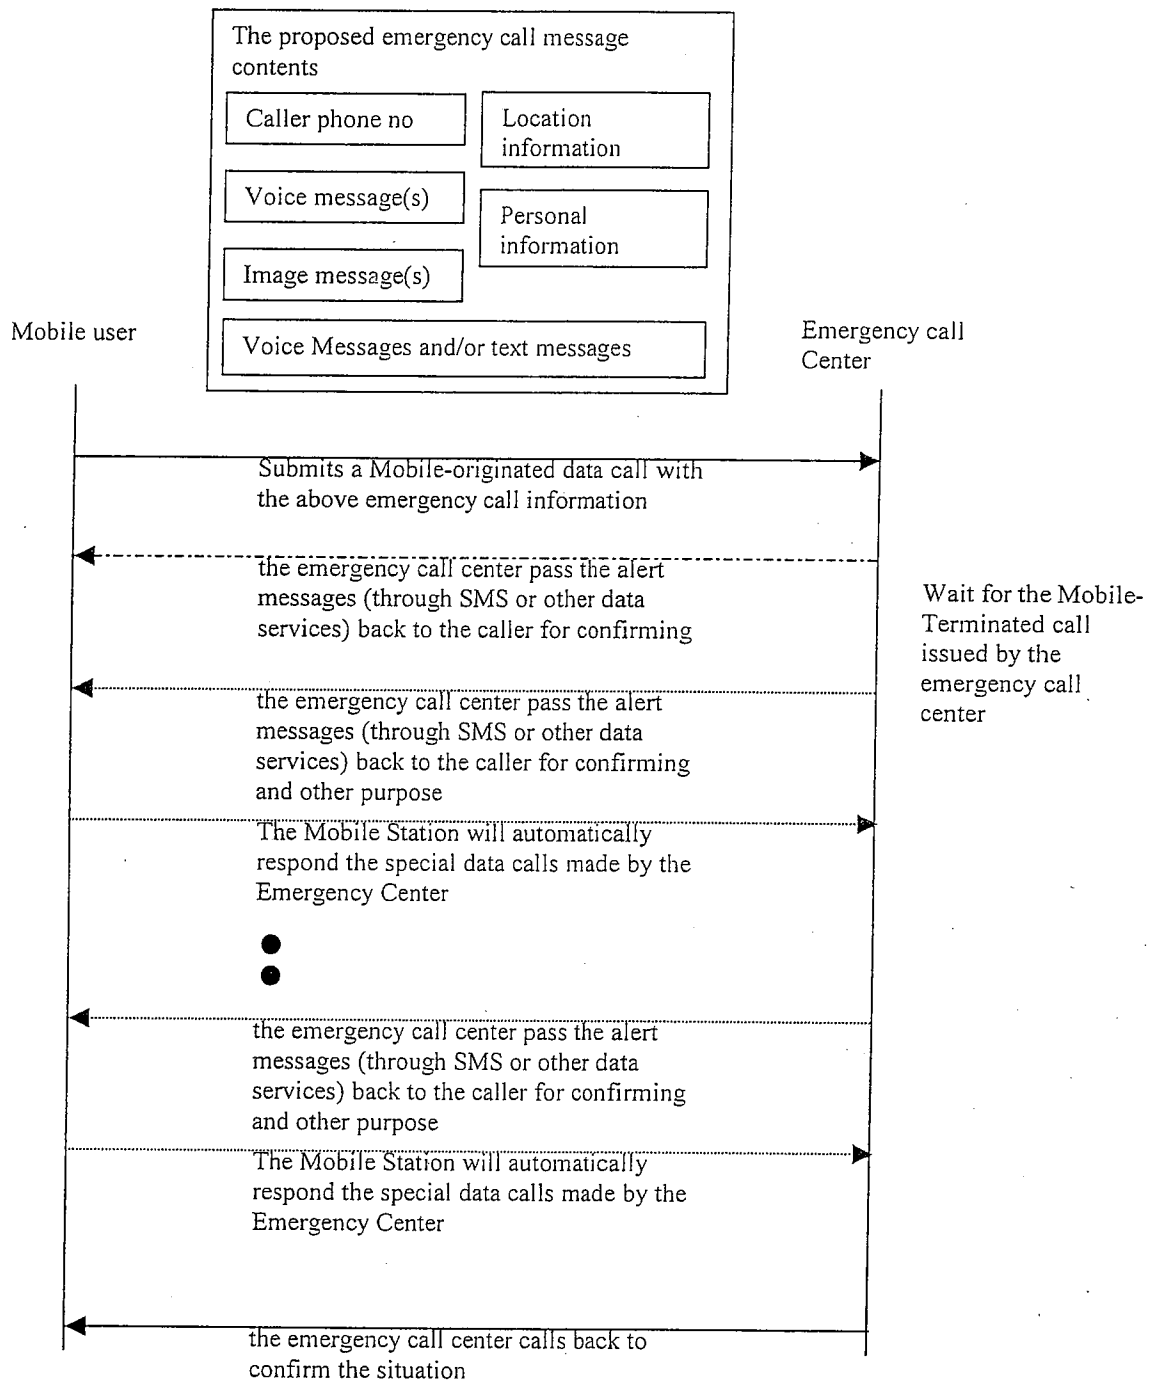 The proposed emergency call message
contents
Caller phone no
Location
information
Voice message(s)
Personal
information
Image message(s)
Voice Messages and/or text messages
Mobile user
Emergency call
Center
Submits a Mobile-originated data call with
the above emergency call information
the emergency call center pass the alert
messages (through SMS or other data
services) back to the caller for confirming
Wait for the Mobile-
Terminated call
issued by the
emergency call
center
the emergency call center pass the alert
messages (through SMS or other data
services) back to the caller for confirming
and other purpose
The Mobile Station will automatically
respond the special data calls made by the
Emergency Center
the emergency call center pass the alert
messages (through SMS or other data
services) back to the caller for confirming
and other purpose
The Mobile Station will automatically
respond the special data calls made by the
Emergency Center
the emergency call center calls back to
confirm the situation